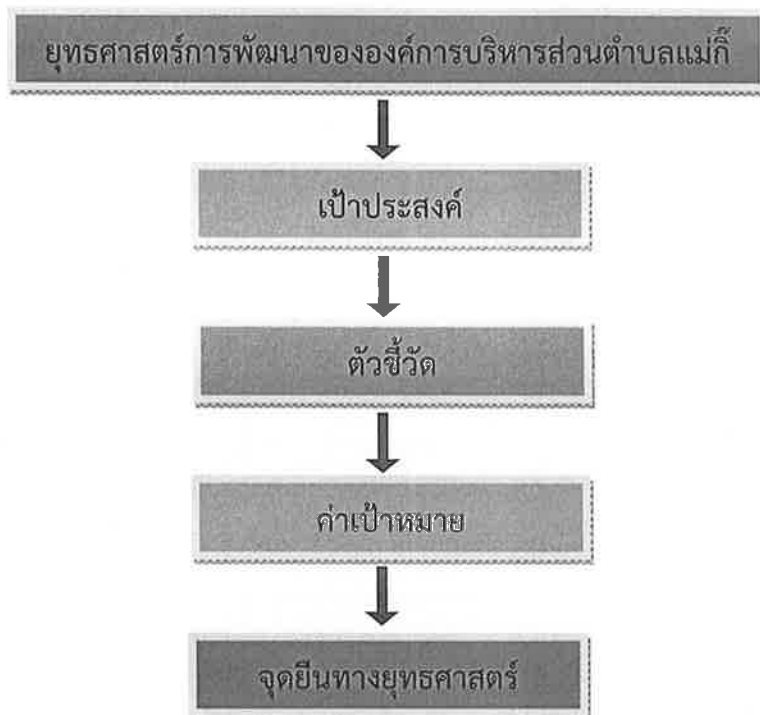 ยุทธศาสตร์การพัฒนาขององค์การบริหารส่วนตำบลแม่กิ๊
เป้าประสงค์
ตัวชี้วัด
ค่าเป้าหมาย
จุดยืนทางยุทธศาสตร์